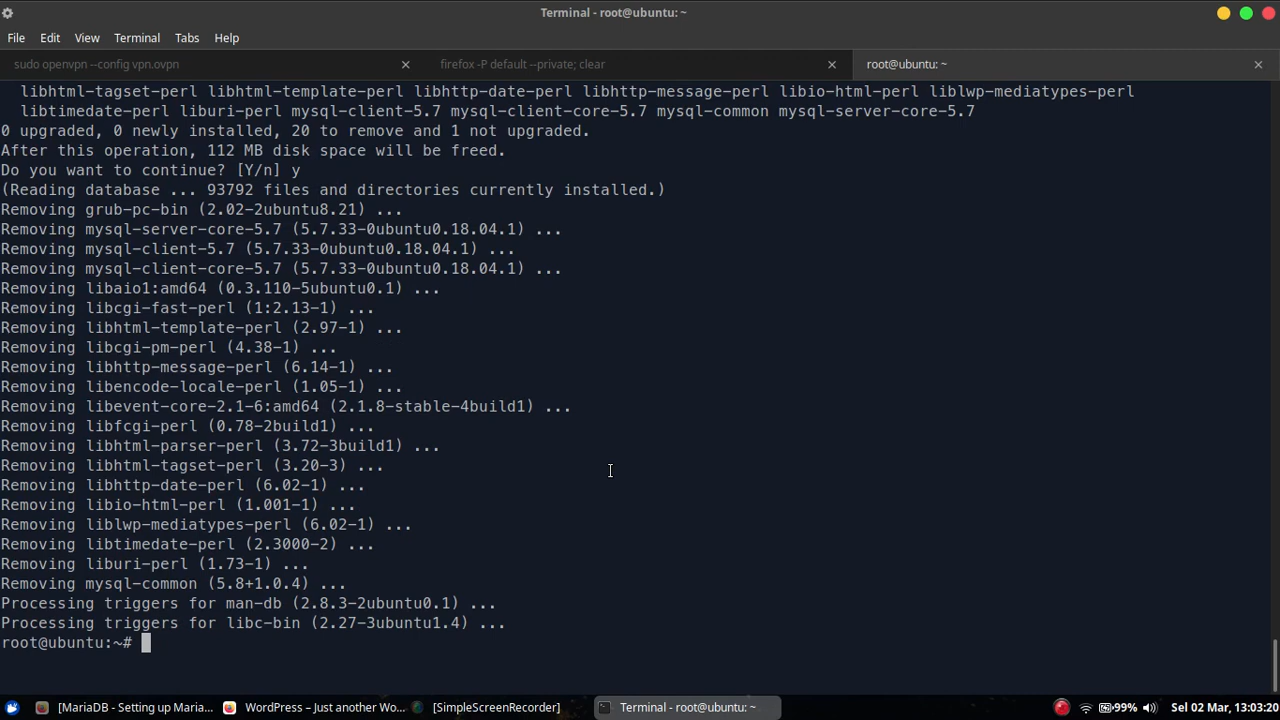 Terminal - root@ubuntu: ~
File Edit View Terminal Tabs Help
sudo openvpn --config vpn.ovpn
firefox -P default --private; clear
root@ubuntu: ~
libhtml-tagset-perl libhtml-template-perl libhttp-date-perl libhttp-message-perl libio-html-perl liblwp-mediatypes-perl
libtimedate-perl liburi-perl mysql-client-5.7 mysql-client-core-5.7 mysql-common mysql-server-core-5.7
0 upgraded, 0 newly installed, 20 to remove and 1 not upgraded.
After this operation, 112 MB disk space will be freed.
Do you want to continue? [Y/n] y
(Reading database ... 93792 files and directories currently installed.)
Removing grub-pc-bin (2.02-2ubuntu8.21) ...
Removing mysql-server-core-5.7 (5.7.33-0ubuntu0.18.04.1) ...
Removing mysql-client-5.7 (5.7.33-0ubuntu0.18.04.1) ...
Removing mysql-client-core-5.7 (5.7.33-0ubuntu0.18.04.1) ...
Removing libaio1:amd64 (0.3.110-5ubuntu0.1) ...
Removing libcgi-fast-perl (1:2.13-1) ...
Removing libhtml-template-perl (2.97-1) ...
Removing libcgi-pm-perl (4.38-1) ...
Removing libhttp-message-perl (6.14-1) ...
Removing libencode-locale-perl (1.05-1) ...
Removing libevent-core-2.1-6:amd64 (2.1.8-stable-4build1) ...
Removing libfcgi-perl (0.78-2build1) ...
Removing libhtml-parser-perl (3.72-3build1) ...
Removing libhtml-tagset-perl (3.20-3) ...
Removing libhttp-date-perl (6.02-1) ...
Removing libio-html-perl (1.001-1) ...
Removing liblwp-mediatypes-perl (6.02-1) ...
Removing libtimedate-perl (2.3000-2) ...
Removing liburi-perl (1.73-1) ...
Removing mysql-common (5.8+1.0.4) ...
Processing triggers for man-db (2.8.3-2ubuntu0.1) ...
Processing triggers for libc-bin (2.27-3ubuntu1.4) ...
root@ubuntu:~#
[MariaDB - Setting up Maria... WordPress – Just another Wo... [SimpleScreenRecorder] Terminal - root@ubuntu: ~ 99% Sel 02 Mar, 13:03:20